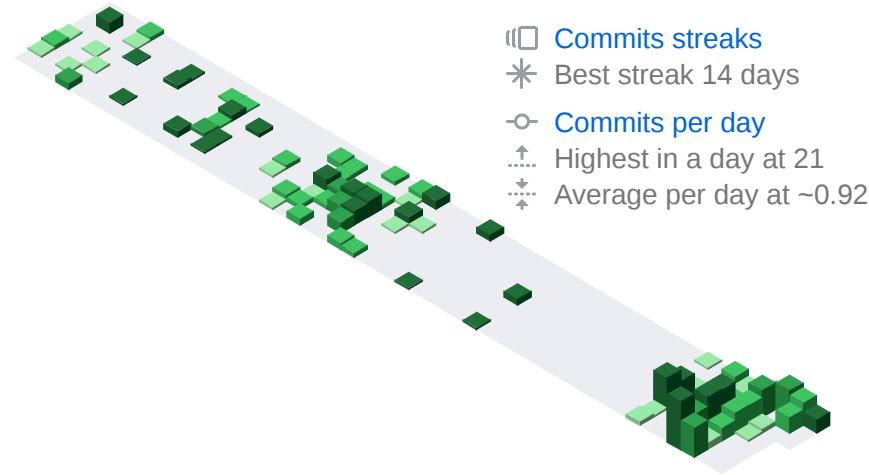 Commits streaks
Best streak 14 days
Commits per day
Highest in a day at 21
Average per day at ~0.92